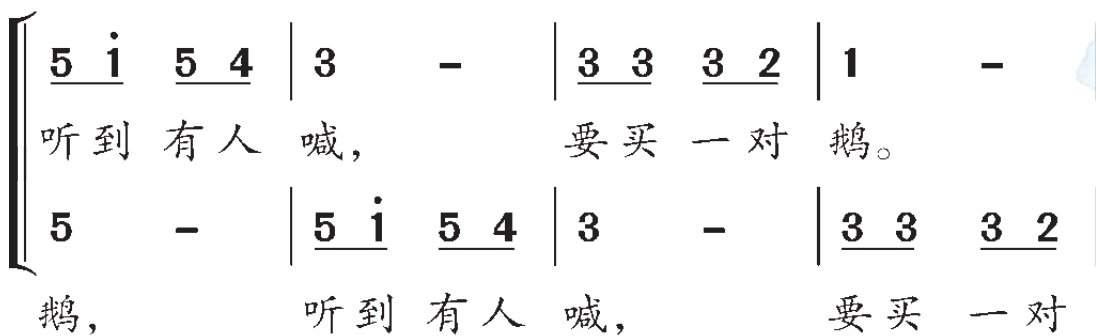 5 i̇ 5 4 | 3 - | 3 3 3 2 | 1 -
听到 有人 喊， 要买 一对 鹅。
5 - | 5 i̇ 5 4 | 3 - | 3 3 3 2
鹅， 听到 有人 喊， 要买 一对